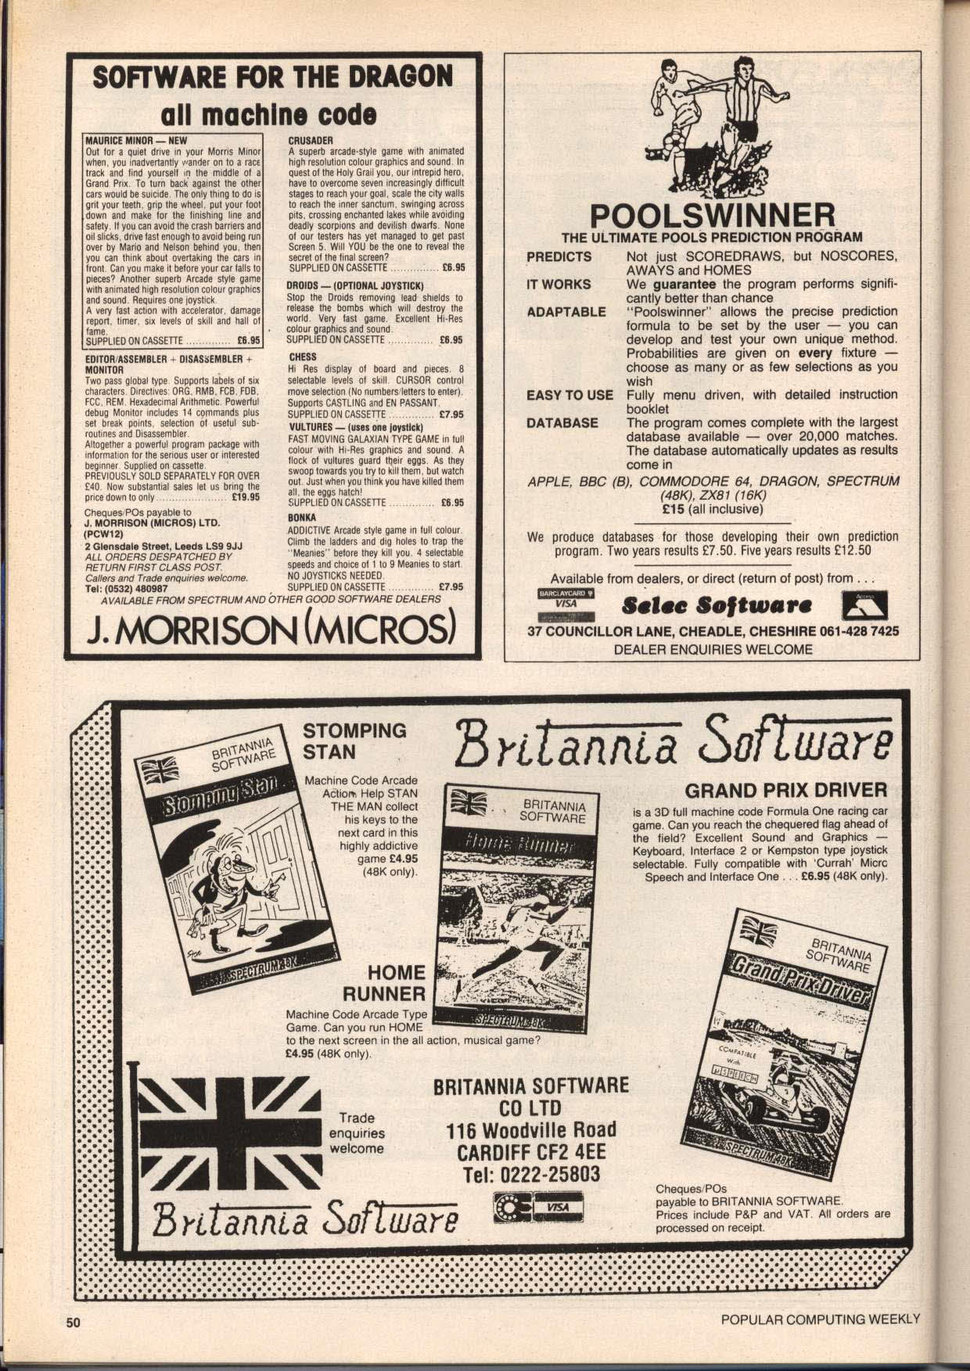 SOFTWARE FOR THE DRAGON
all machine code
MAURICE MINOR — NEW
Out for a quiet drive in your Morris Minor
when, you inadvertantly wander on to a race
track and find yourself in the middle of a
Grand Prix. To turn back against the other
cars would be suicide. The only thing to do is
grit your teeth, grip the wheel, put your foot
down and make for the finishing line and
safety. If you can avoid the crash barriers and
oil slicks, drive fast enough to avoid being run
over by Mario and Nelson behind you, then
you can think about overtaking the cars in
front. Can you make it before your car falls to
pieces? Another superb Arcade style game
with animated high resolution colour graphics
and sound. Requires one joystick.
A very fast action with accelerator, damage
report, timer, six levels of skill and hall of
fame.
SUPPLIED ON CASSETTE ............. £6.95
EDITOR/ASSEMBLER + DISASSEMBLER +
MONITOR
Two pass global type. Supports labels of six
characters. Directives: ORG, RMB, FCB, FDB,
FCC, REM. Hexadecimal Arithmetic. Powerful
debug Monitor includes 14 commands plus
set break points, selection of useful sub-
routines and Disassembler.
Altogether a powerful program package with
information for the serious user or interested
beginner. Supplied on cassette.
PREVIOUSLY SOLD SEPARATELY FOR OVER
£40. Now substantial sales let us bring the
price down to only ...................... £19.95
Cheques/POs payable to
J. MORRISON (MICROS) LTD.
(PCW12)
2 Glensdale Street, Leeds LS9 9JJ
ALL ORDERS DESPATCHED BY
RETURN FIRST CLASS POST.
Callers and Trade enquiries welcome.
Tel: (0532) 480987
CRUSADER
A superb arcade-style game with animated
high resolution colour graphics and sound. In
quest of the Holy Grail you, our intrepid hero,
have to overcome seven increasingly difficult
stages to reach your goal, scale the city walls
to reach the inner sanctum, swinging across
pits, crossing enchanted lakes while avoiding
deadly scorpions and devilish dwarfs. None
of our testers has yet managed to get past
Screen 5. Will YOU be the one to reveal the
secret of the final screen?
SUPPLIED ON CASSETTE .............. £6.95
DROIDS — (OPTIONAL JOYSTICK)
Stop the Droids removing lead shields to
release the bombs which will destroy the
world. Very fast game. Excellent Hi-Res
colour graphics and sound.
SUPPLIED ON CASSETTE .............. £6.95
CHESS
Hi Res display of board and pieces. 8
selectable levels of skill. CURSOR control
move selection (No numbers/letters to enter).
Supports CASTLING and EN PASSANT.
SUPPLIED ON CASSETTE .............. £7.95
VULTURES — (uses one joystick)
FAST MOVING GALAXIAN TYPE GAME in full
colour with Hi-Res graphics and sound. A
flock of vultures guard their eggs. As they
swoop towards you try to kill them, but watch
out. Just when you think you have killed them
all, the eggs hatch!
SUPPLIED ON CASSETTE .............. £6.95
BONKA
ADDICTIVE Arcade style game in full colour.
Climb the ladders and dig holes to trap the
"Meanies" before they kill you. 4 selectable
speeds and choice of 1 to 9 Meanies to start.
NO JOYSTICKS NEEDED.
SUPPLIED ON CASSETTE .............. £7.95
AVAILABLE FROM SPECTRUM AND OTHER GOOD SOFTWARE DEALERS
J. MORRISON (MICROS)
POOLSWINNER
THE ULTIMATE POOLS PREDICTION PROGRAM
PREDICTS Not just SCOREDRAWS, but NOSCORES,
AWAYS and HOMES
IT WORKS We guarantee the program performs signifi-
cantly better than chance
ADAPTABLE "Poolswinner" allows the precise prediction
formula to be set by the user — you can
develop and test your own unique method.
Probabilities are given on every fixture —
choose as many or as few selections as you
wish
EASY TO USE Fully menu driven, with detailed instruction
booklet
DATABASE The program comes complete with the largest
database available — over 20,000 matches.
The database automatically updates as results
come in
APPLE, BBC (B), COMMODORE 64, DRAGON, SPECTRUM
(48K), ZX81 (16K)
£15 (all inclusive)
We produce databases for those developing their own prediction
program. Two years results £7.50. Five years results £12.50
Available from dealers, or direct (return of post) from . . .
BARCLAYCARD
VISA
Selec Software
Access
37 COUNCILLOR LANE, CHEADLE, CHESHIRE 061-428 7425
DEALER ENQUIRIES WELCOME
Britannia Software
STOMPING
STAN
Machine Code Arcade
Action. Help STAN
THE MAN collect
his keys to the
next card in this
highly addictive
game £4.95
(48K only).
BRITANNIA
SOFTWARE
Stomping Stan
SPECTRUM 48K
BRITANNIA
SOFTWARE
Home Runner
SPECTRUM 48K
GRAND PRIX DRIVER
is a 3D full machine code Formula One racing car
game. Can you reach the chequered flag ahead of
the field? Excellent Sound and Graphics —
Keyboard, Interface 2 or Kempston type joystick
selectable. Fully compatible with 'Currah' Micro
Speech and Interface One . . . £6.95 (48K only).
HOME
RUNNER
Machine Code Arcade Type
Game. Can you run HOME
to the next screen in the all action, musical game?
£4.95 (48K only).
BRITANNIA
SOFTWARE
Grand Prix Driver
COMPATIBLE
With
SPECTRUM 48K
Trade
enquiries
welcome
Britannia Software
BRITANNIA SOFTWARE
CO LTD
116 Woodville Road
CARDIFF CF2 4EE
Tel: 0222-25803
VISA
Cheques/POs
payable to BRITANNIA SOFTWARE.
Prices include P&P and VAT. All orders are
processed on receipt.
50
POPULAR COMPUTING WEEKLY